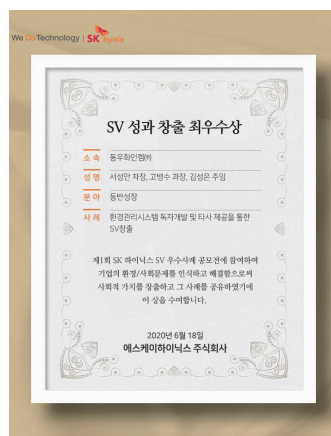 We Do Technology | SK hynix
SV 성과 창출 최우수상
소 속 동우화인켐㈜
성 명 서성만 차장, 고방수 과장, 김성은 주임
분 야 동반성장
사 례 환경관리시스템 독자개발 및 타사 제공을 통한
SV창출
제1회 SK 하이닉스 SV 우수사례 공모전에 참여하여
기업의 환경/사회문제를 인식하고 해결함으로써
사회적 가치를 창출하고 그 사례를 공유하였기에
이 상을 수여합니다.
2020년 6월 18일
에스케이하이닉스 주식회사